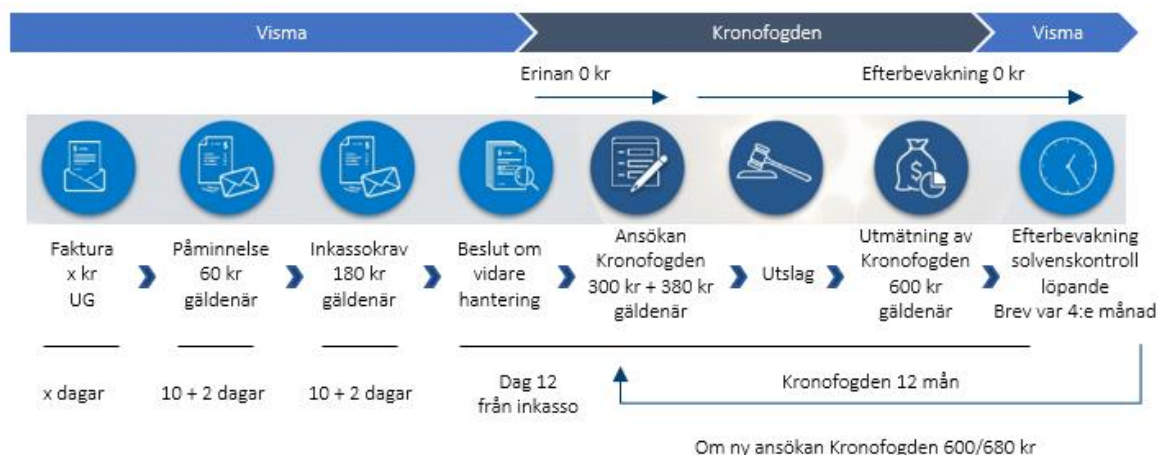 Visma
Kronofogden
Visma
Erinan 0 kr
Efterbevakning 0 kr
Faktura
x kr
UG
Påminnelse
60 kr
gäldenär
Inkassokrav
180 kr
gäldenär
Beslut om
vidare
hantering
Ansökan
Kronofogden
300 kr + 380 kr
gäldenär
Utslag
Utmätning av
Kronofogden
600 kr
gäldenär
Efterbevakning
solvenskontroll
löpande
Brev var 4:e månad
x dagar
10 + 2 dagar
10 + 2 dagar
Dag 12
från inkasso
Kronofogden 12 mån
Om ny ansökan Kronofogden 600/680 kr